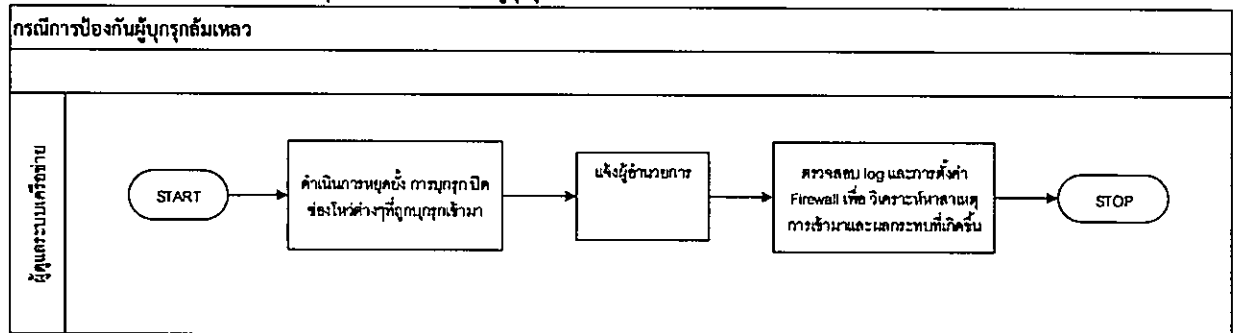 กรณีการป้องกันผู้บุกรุกล้มเหลว
ผู้ดูแลระบบเครือข่าย
START
ดำเนินการหยุดยั้ง การบุกรุก ปิด
ช่องโหว่ต่างๆที่ถูกบุกรุกเข้ามา
แจ้งผู้อำนวยการ
ตรวจสอบ log และการตั้งค่า
Firewall เพื่อ วิเคราะห์หาสาเหตุ
การเข้ามาและผลกระทบที่เกิดขึ้น
STOP